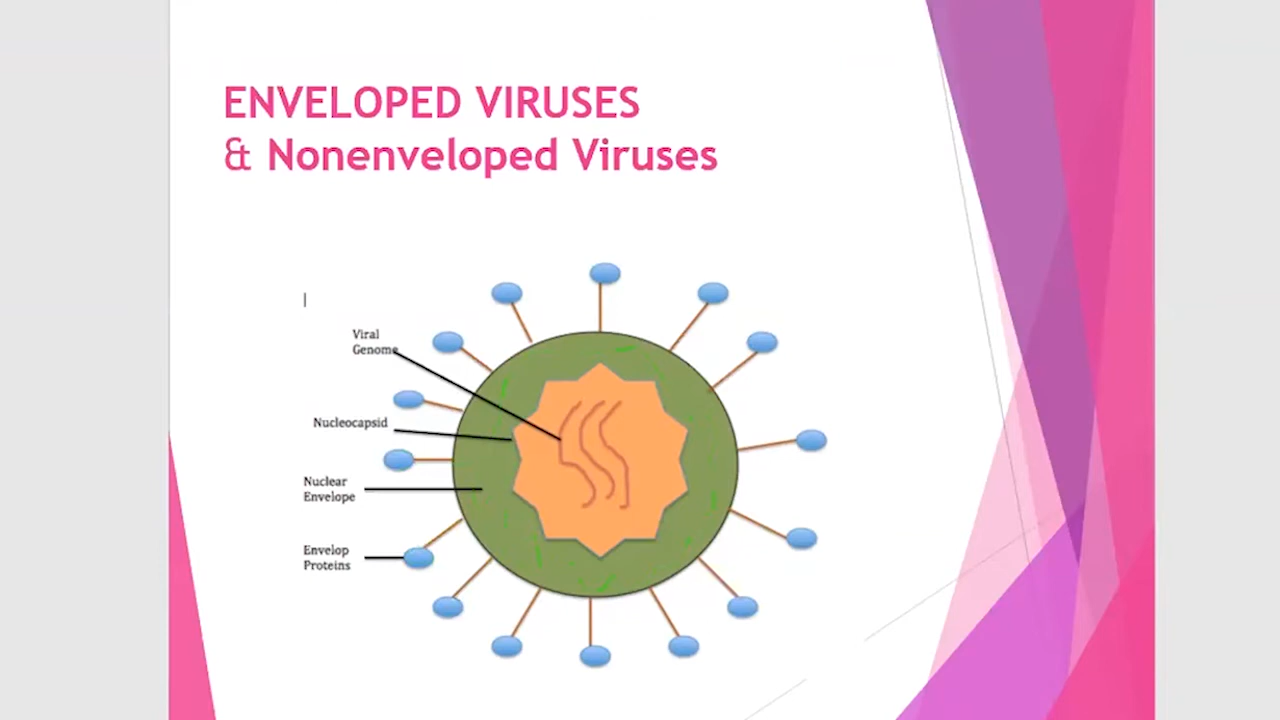 ENVELOPED VIRUSES
& Nonenveloped Viruses
Viral
Genome
Nucleocapsid
Nuclear
Envelope
Envelop
Proteins